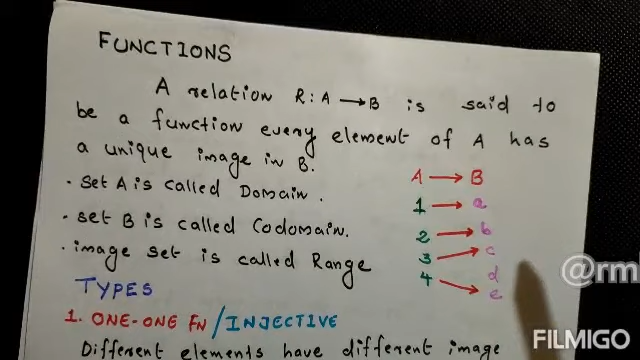 FUNCTIONS
A relation R: A → B is said to
be a function every element of A has
a unique image in B.
. Set A is called Domain.
. set B is called Codomain.
. image set is called Range
A → B
1 → a
2 → b
3 → c
4 → e
d
TYPES
1. ONE-ONE FN / INJECTIVE
Different elements have different image
@rm
FILMIGO